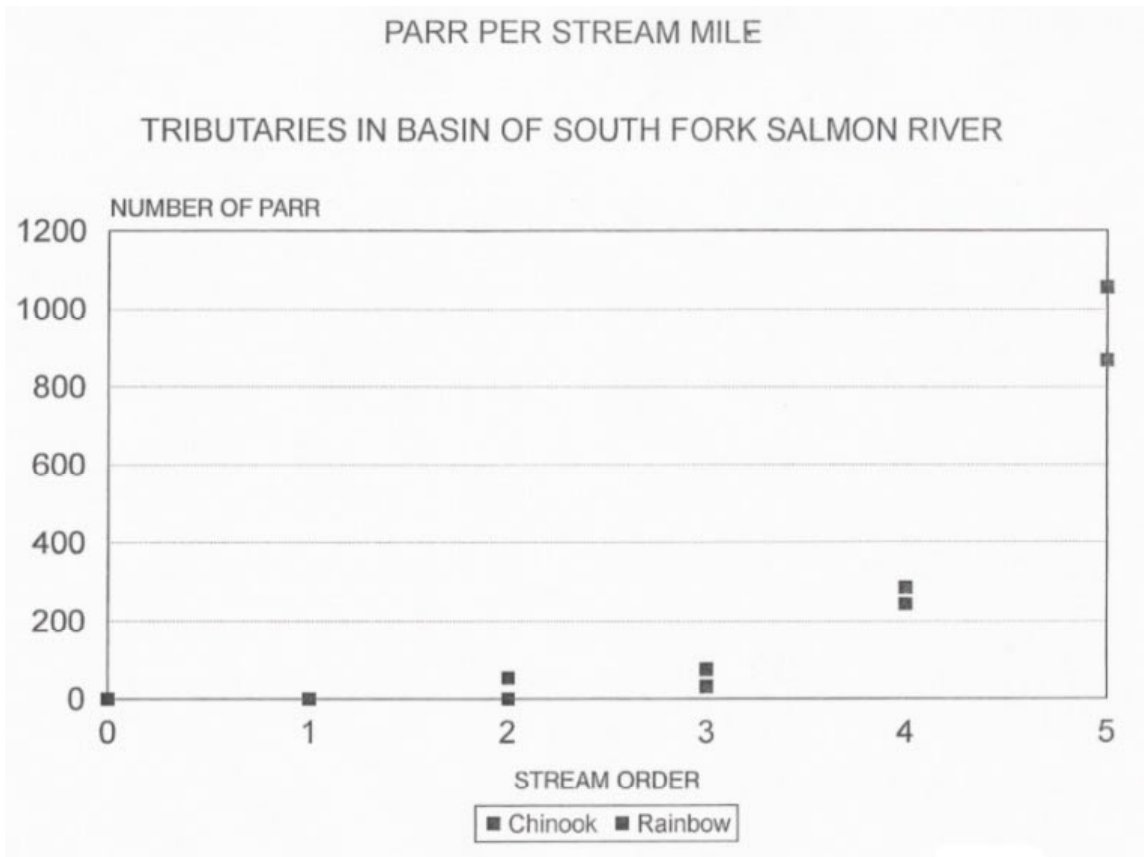 PARR PER STREAM MILE
TRIBUTARIES IN BASIN OF SOUTH FORK SALMON RIVER
NUMBER OF PARR
1200
1000
800
600
400
200
0
0 1 2 3 4 5
STREAM ORDER
Chinook Rainbow